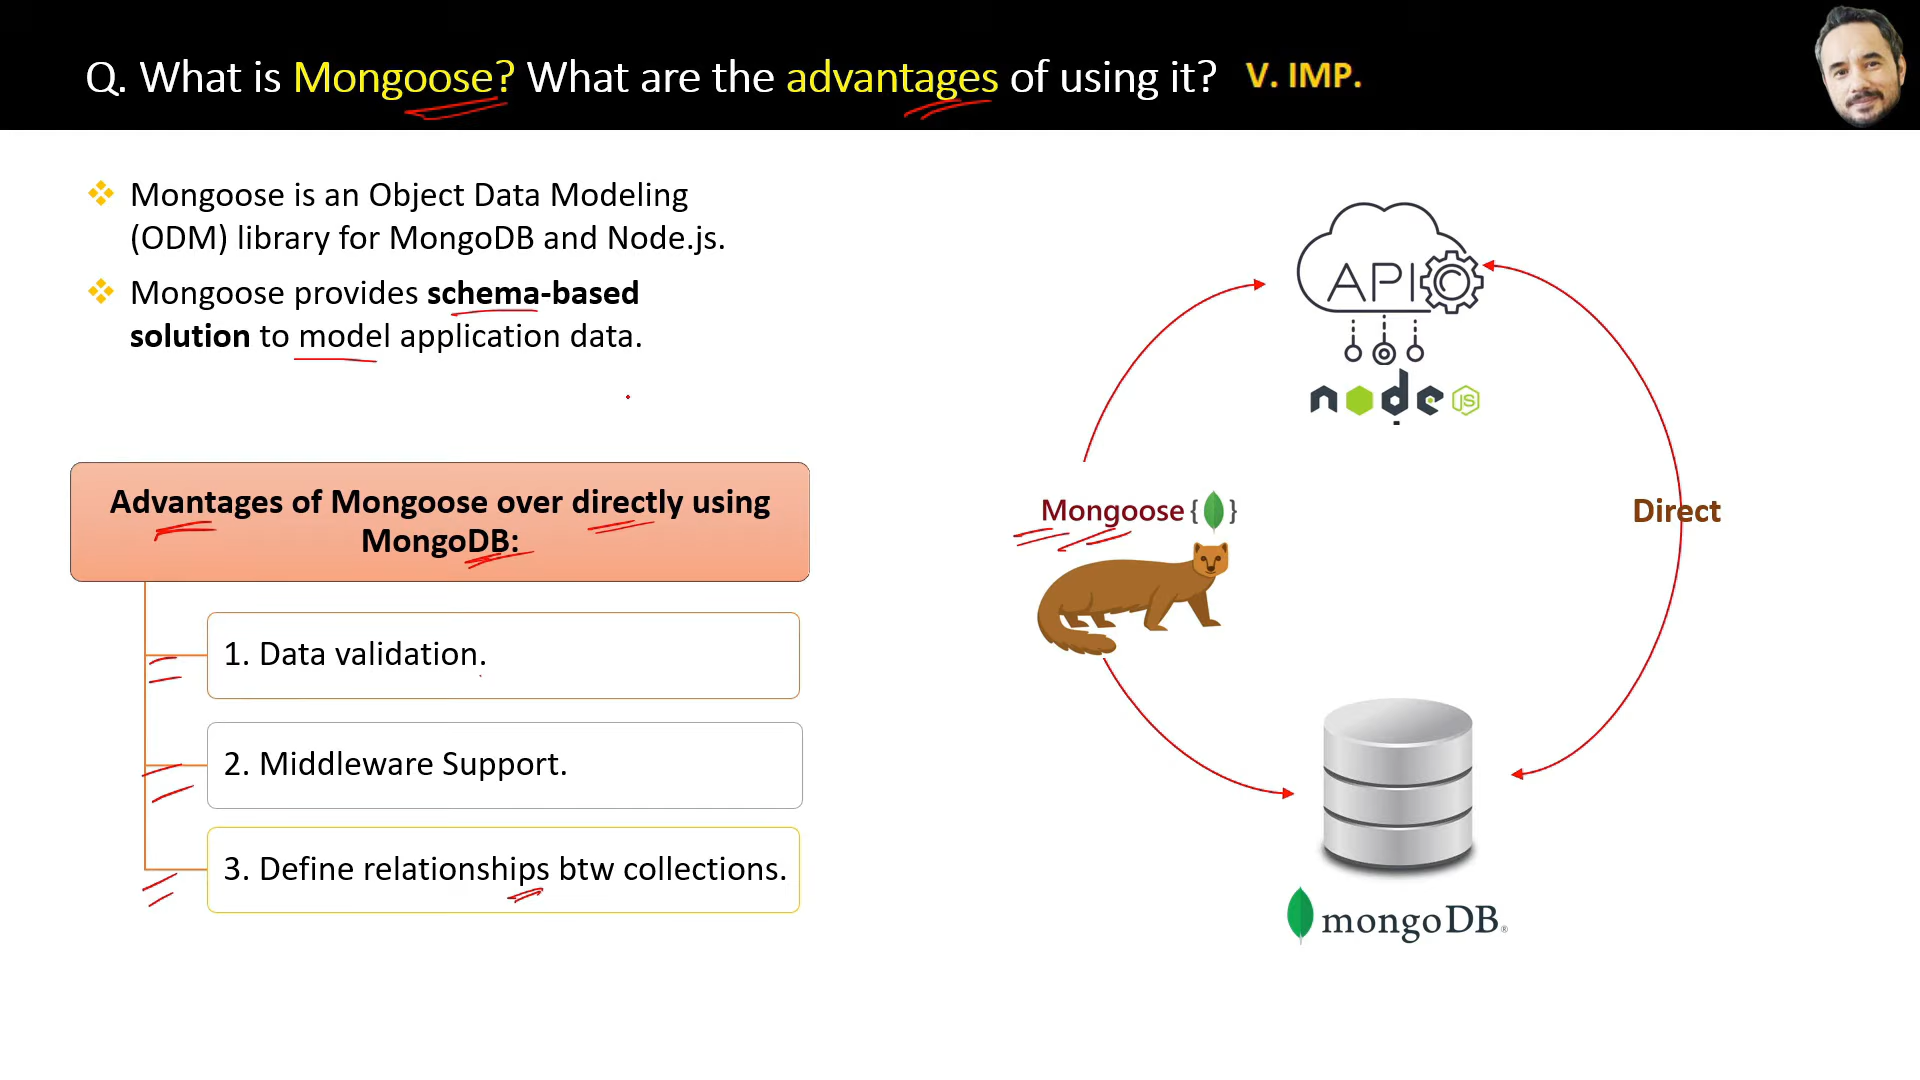 Q. What is Mongoose? What are the advantages of using it? V. IMP.
Mongoose is an Object Data Modeling
(ODM) library for MongoDB and Node.js.
Mongoose provides schema-based
solution to model application data.
Advantages of Mongoose over directly using
MongoDB:
1. Data validation.
2. Middleware Support.
3. Define relationships btw collections.
API
node
JS
Mongoose {}
Direct
mongoDB®